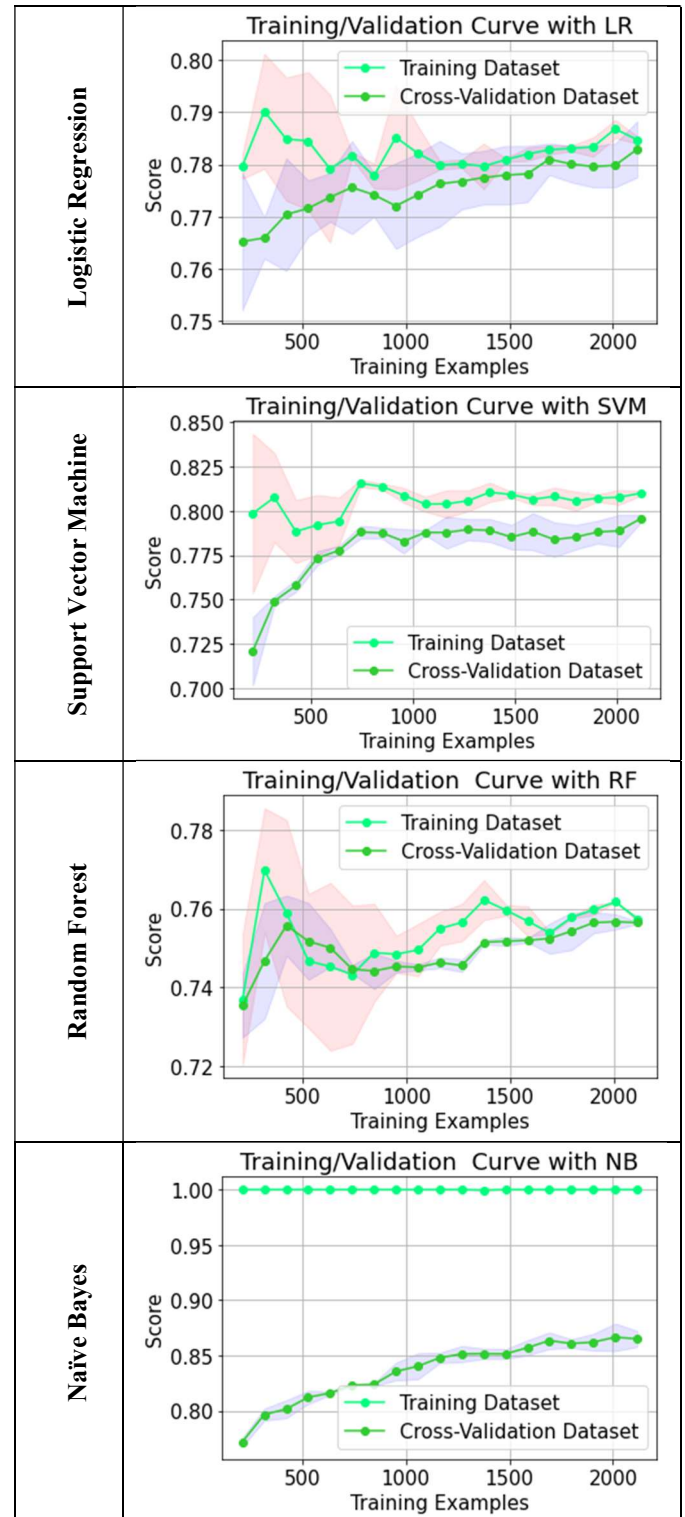 Logistic Regression
Training/Validation Curve with LR
Training Dataset
Cross-Validation Dataset
Score
0.80
0.79
0.78
0.77
0.76
0.75
500
1000
1500
2000
Training Examples
Support Vector Machine
Training/Validation Curve with SVM
Score
0.850
0.825
0.800
0.775
0.750
0.725
0.700
Training Dataset
Cross-Validation Dataset
500
1000
1500
2000
Training Examples
Random Forest
Training/Validation Curve with RF
Training Dataset
Cross-Validation Dataset
Score
0.78
0.76
0.74
0.72
500
1000
1500
2000
Training Examples
Naïve Bayes
Training/Validation Curve with NB
Score
1.00
0.95
0.90
0.85
0.80
Training Dataset
Cross-Validation Dataset
500
1000
1500
2000
Training Examples